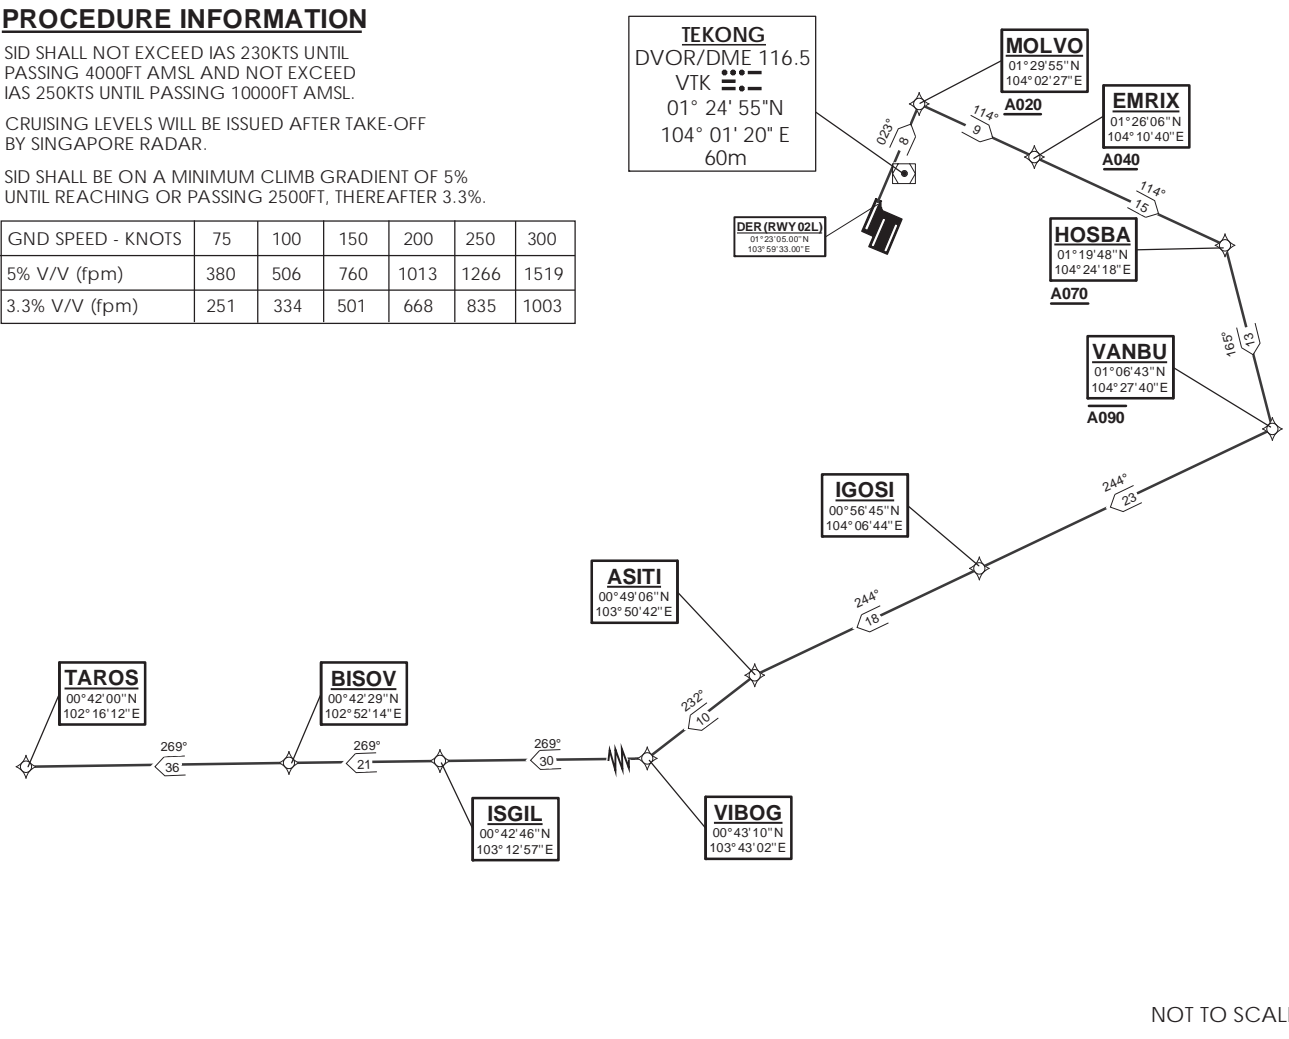 PROCEDURE INFORMATION
SID SHALL NOT EXCEED IAS 230KTS UNTIL
PASSING 4000FT AMSL AND NOT EXCEED
IAS 250KTS UNTIL PASSING 10000FT AMSL.
CRUISING LEVELS WILL BE ISSUED AFTER TAKE-OFF
BY SINGAPORE RADAR.
SID SHALL BE ON A MINIMUM CLIMB GRADIENT OF 5%
UNTIL REACHING OR PASSING 2500FT, THEREAFTER 3.3%.
GND SPEED - KNOTS 75 100 150 200 250 300
5% V/V (fpm) 380 506 760 1013 1266 1519
3.3% V/V (fpm) 251 334 501 668 835 1003
TEKONG
DVOR/DME 116.5
VTK
01° 24' 55"N
104° 01' 20" E
60m
MOLVO
01°29'55"N
104°02'27"E
A020
EMRIX
01°26'06"N
104°10'40"E
A040
023°
8
114°
9
114°
15
DER (RWY 02L)
01°23'05.00"N
103°59'33.00"E
HOSBA
01°19'48"N
104°24'18"E
A070
165°
13
VANBU
01°06'43"N
104°27'40"E
A090
244°
23
IGOSI
00°56'45"N
104°06'44"E
244°
18
ASITI
00°49'06"N
103°50'42"E
232°
10
TAROS
00°42'00"N
102°16'12"E
BISOV
00°42'29"N
102°52'14"E
269°
36
269°
21
269°
30
ISGIL
00°42'46"N
103°12'57"E
VIBOG
00°43'10"N
103°43'02"E
NOT TO SCAL